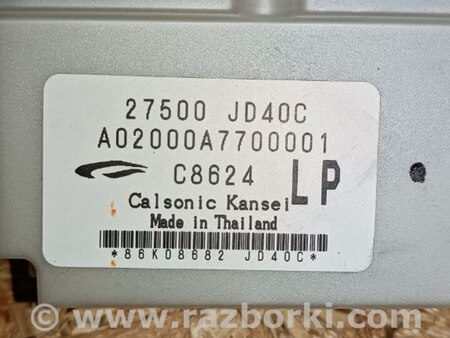 27500 JD40C
A02000A7700001
C8624 LP
Calsonic Kansei
Made in Thailand
*86K08682 JD40C*
www.razborki.com